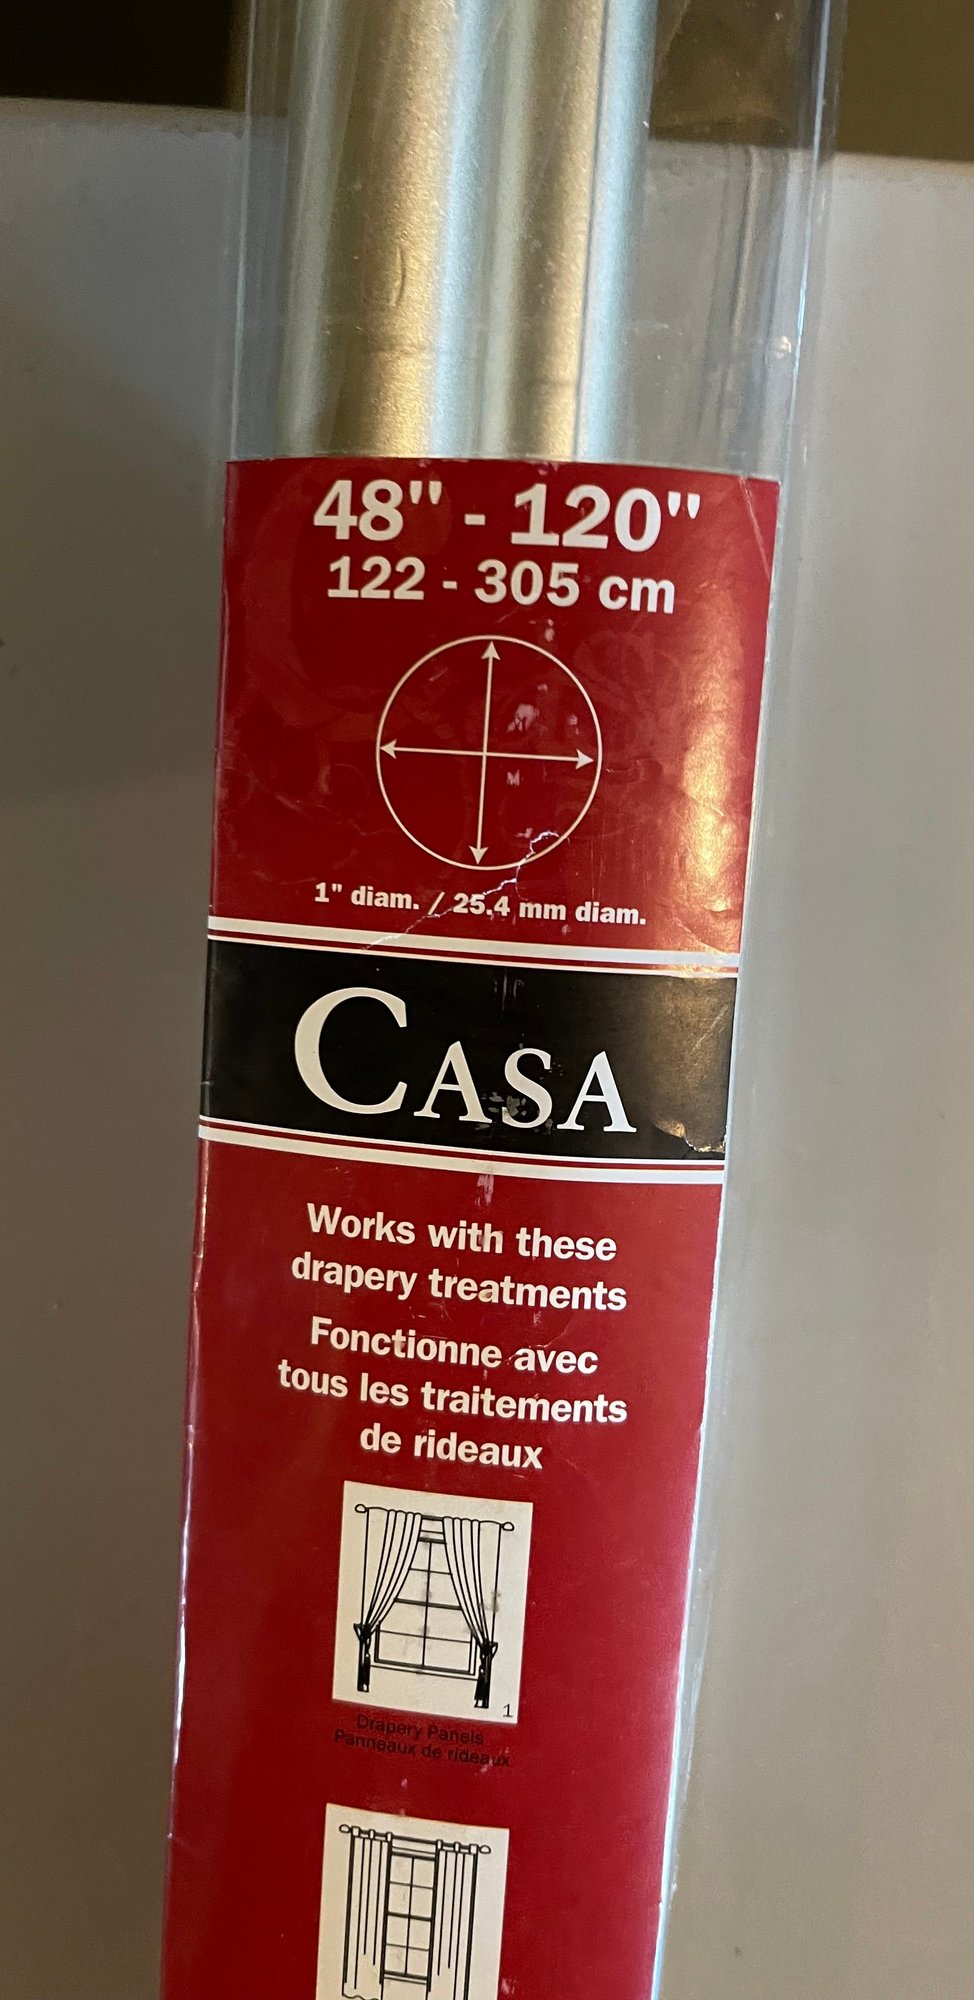 48" - 120"
122 - 305 cm
1" diam. / 25.4 mm diam.
CASA
Works with these
drapery treatments
Fonctionne avec
tous les traitements
de rideaux
1
Drapery Panels
Panneaux de rideaux